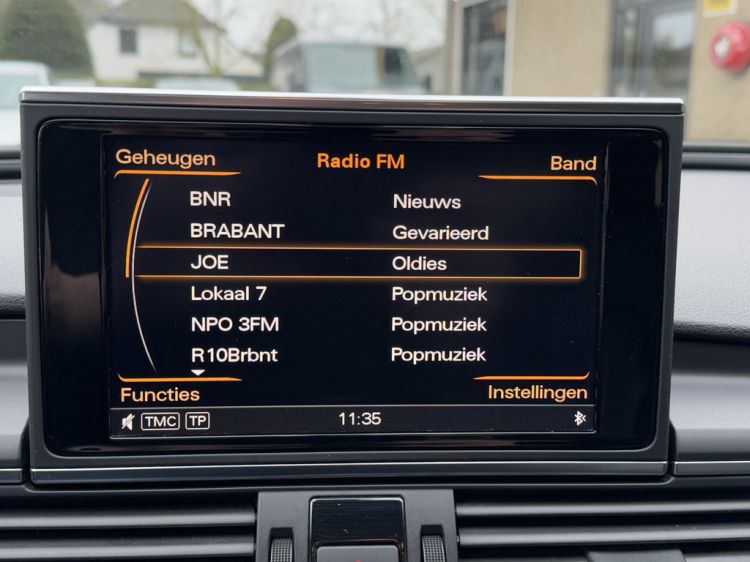 Geheugen Radio FM Band
BNR Nieuws
BRABANT Gevarieerd
JOE Oldies
Lokaal 7 Popmuziek
NPO 3FM Popmuziek
R10Brbnt Popmuziek
Functies Instellingen
TMC TP 11:35